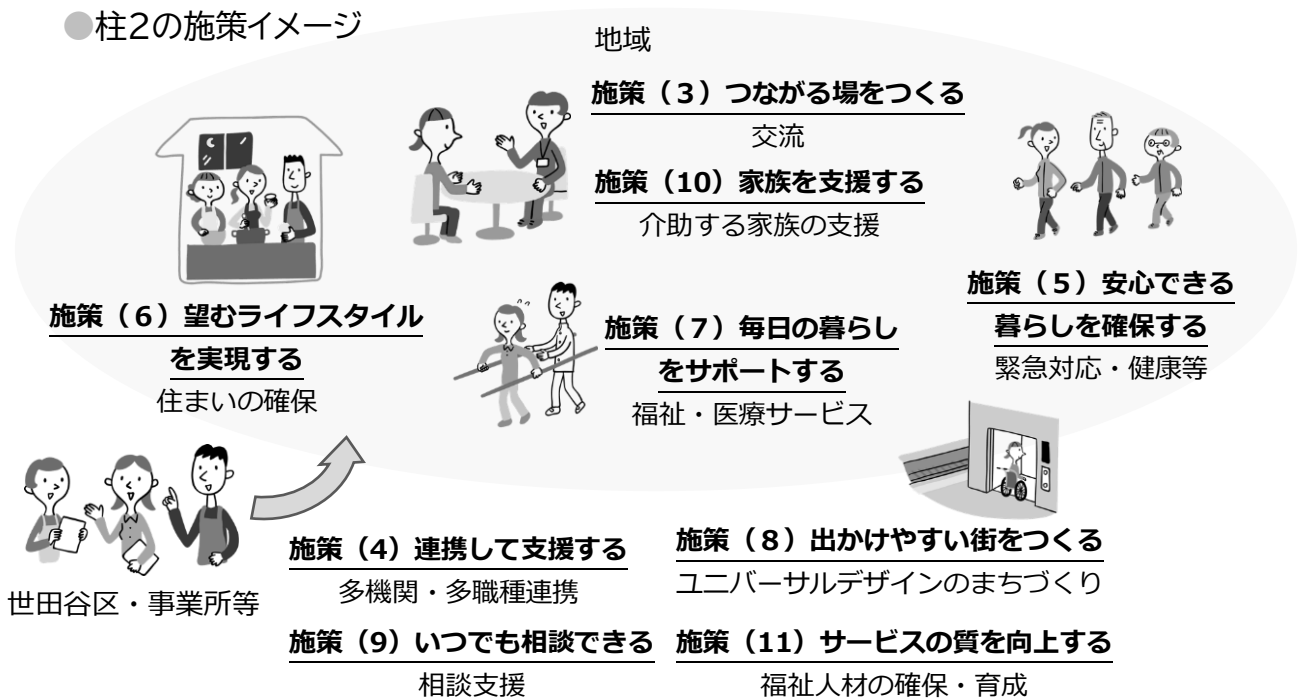 ●柱2の施策イメージ
地域
施策（3）つながる場をつくる
交流
施策（10）家族を支援する
介助する家族の支援
施策（6）望むライフスタイル
を実現する
住まいの確保
施策（7）毎日の暮らし
をサポートする
福祉・医療サービス
施策（5）安心できる
暮らしを確保する
緊急対応・健康等
世田谷区・事業所等
施策（4）連携して支援する
多機関・多職種連携
施策（8）出かけやすい街をつくる
ユニバーサルデザインのまちづくり
施策（9）いつでも相談できる
相談支援
施策（11）サービスの質を向上する
福祉人材の確保・育成